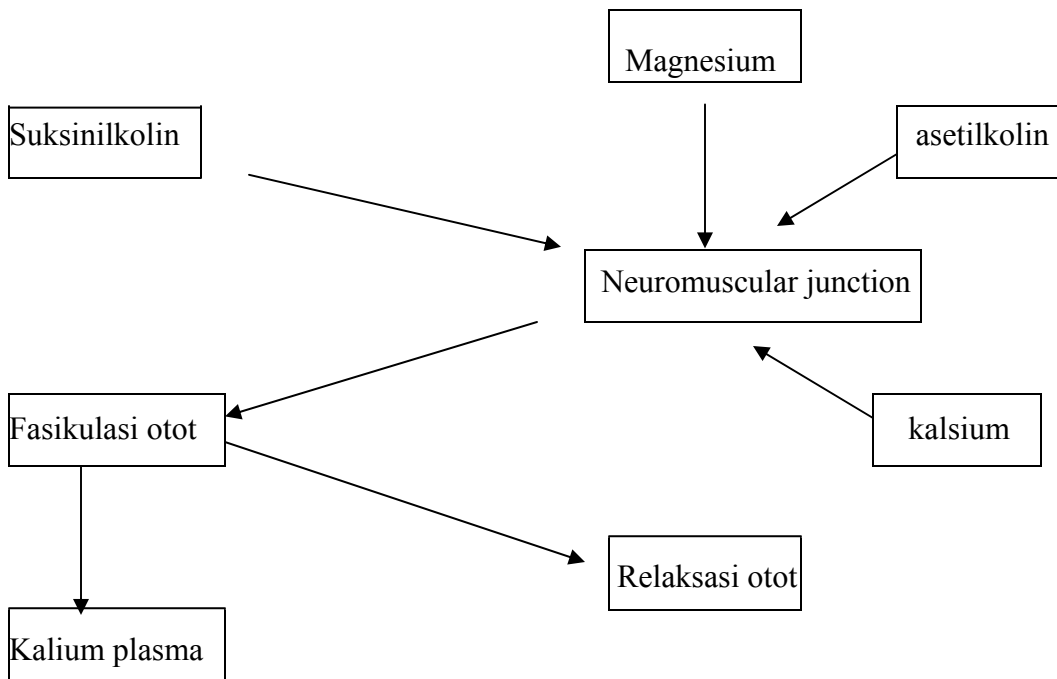 Magnesium
Suksinilkolin
asetilkolin
Neuromuscular junction
Fasikulasi otot
kalsium
Relaksasi otot
Kalium plasma